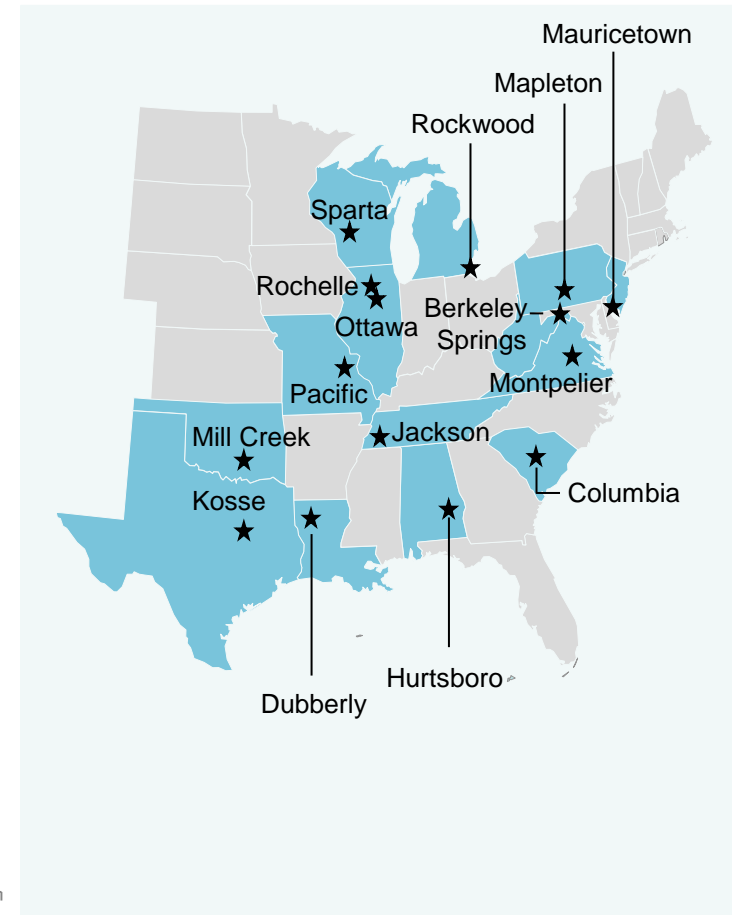 Mauricetown
Mapleton
Rockwood
Sparta
Rochelle
Ottawa
Berkeley
Springs
Pacific
Montpelier
Mill Creek
Jackson
Kosse
Columbia
Hurtsboro
Dubberly